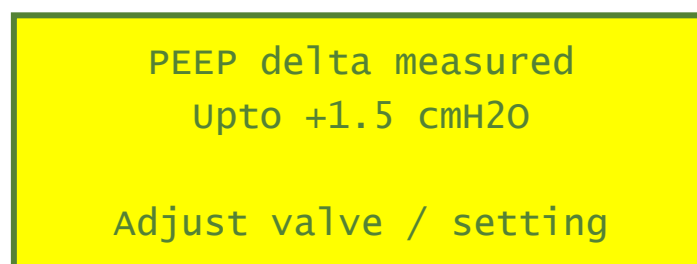 PEEP delta measured
Upto +1.5 cmH2O
Adjust valve / setting